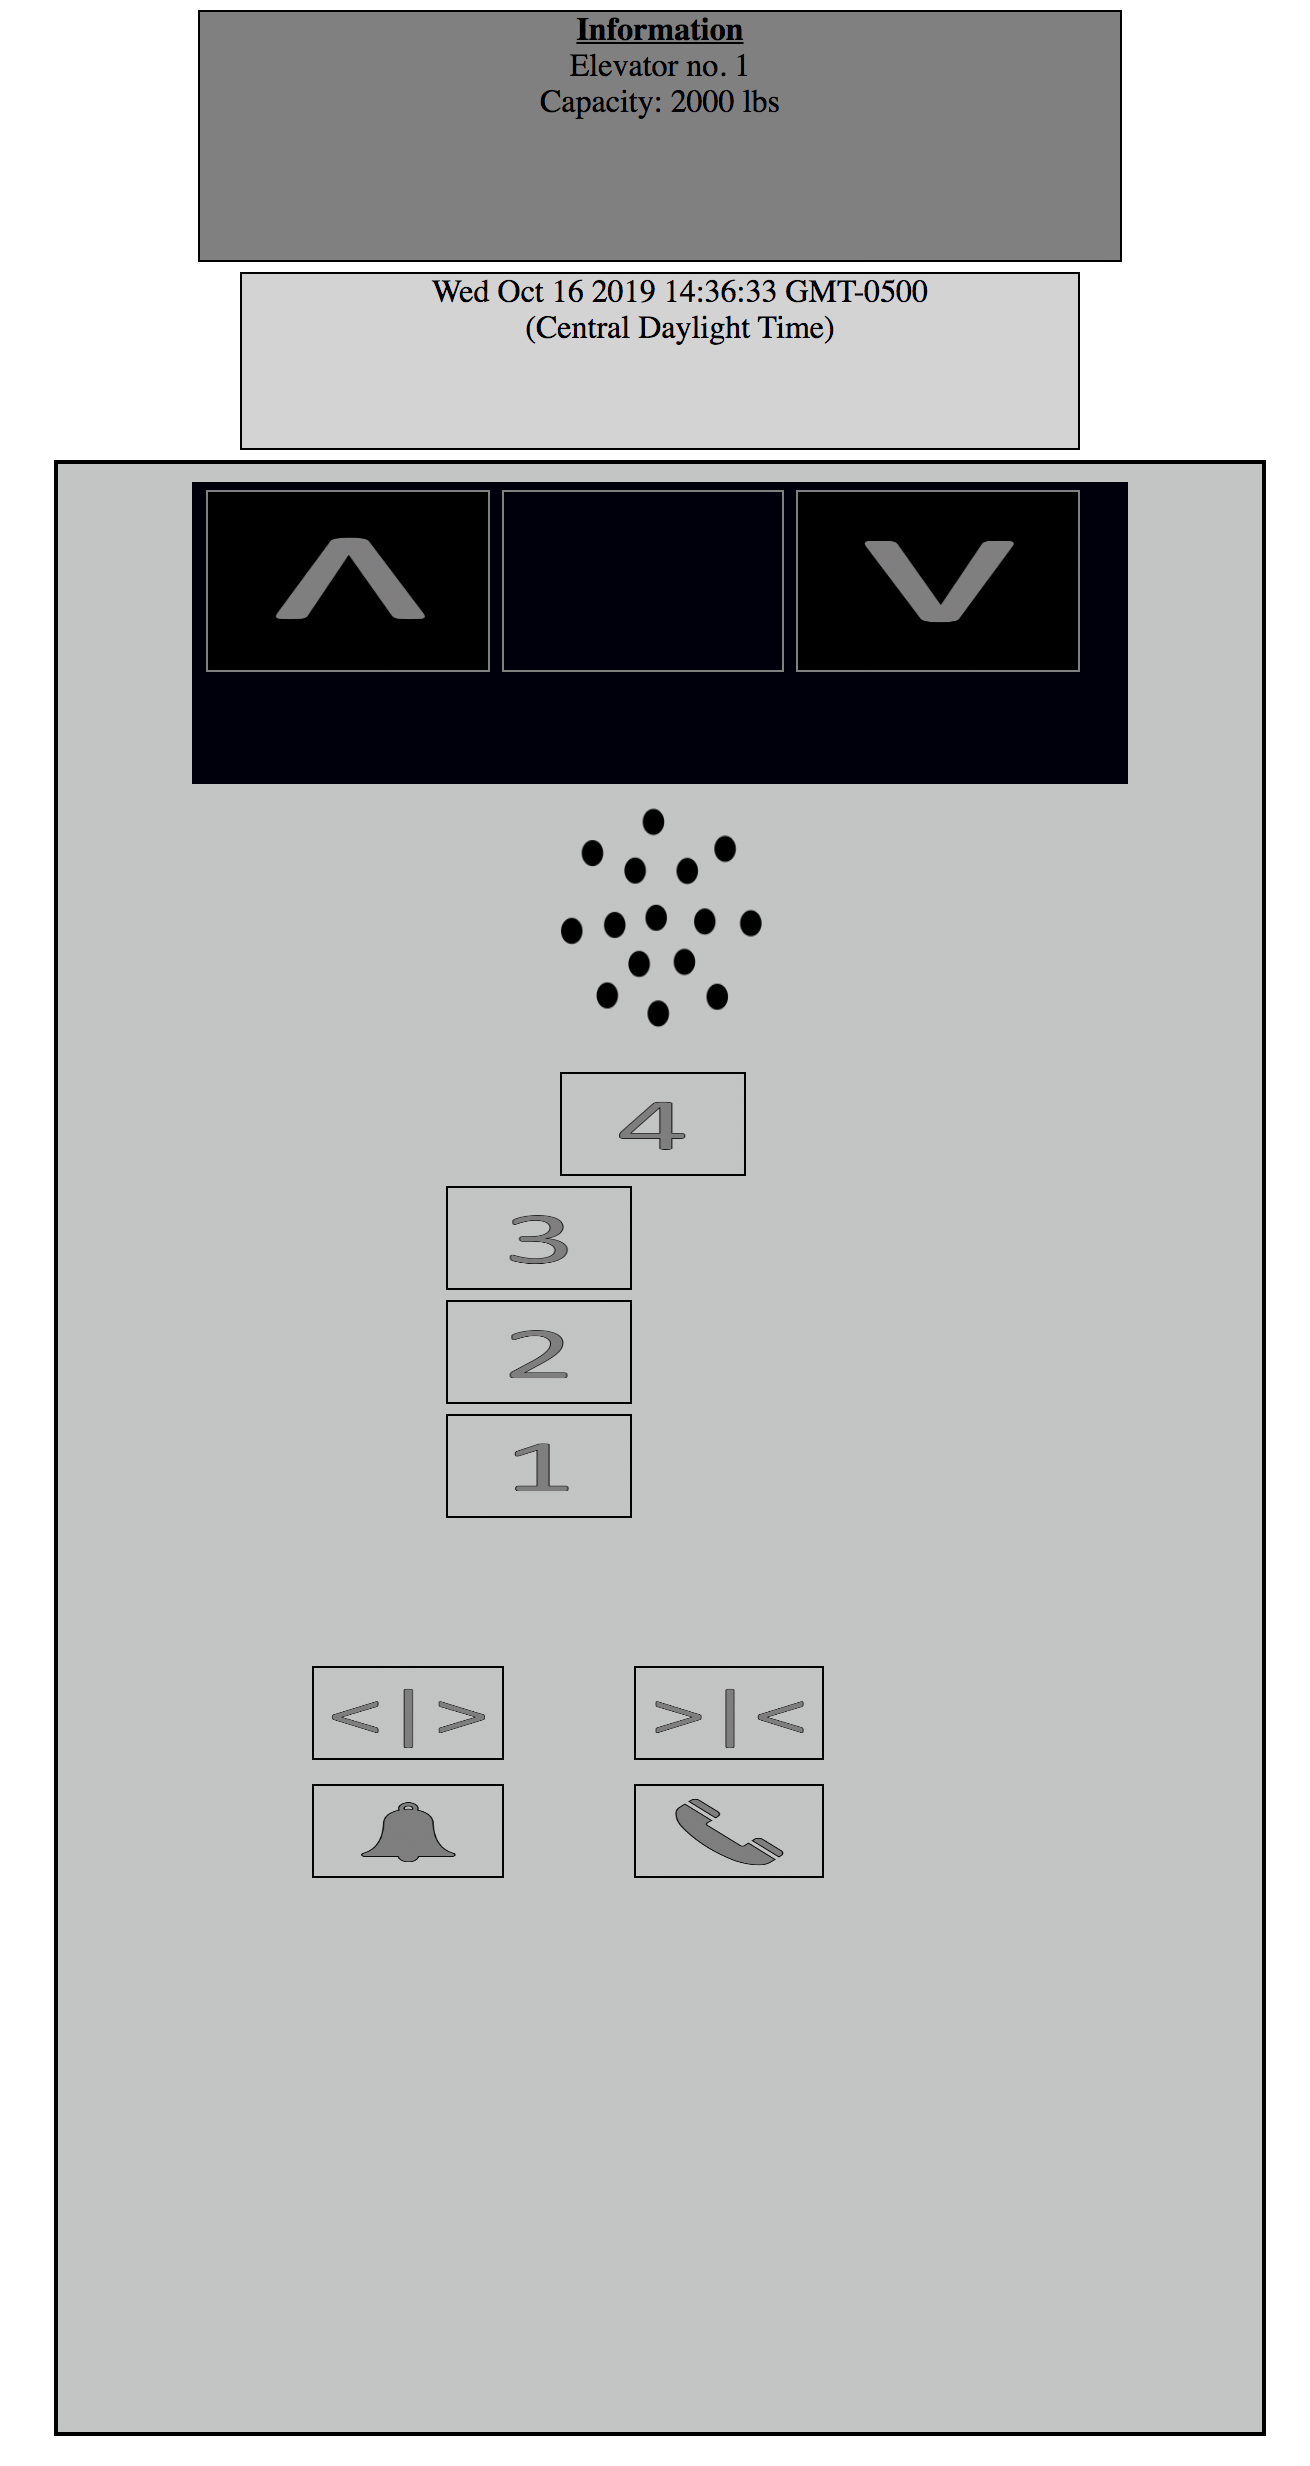 Information
Elevator no. 1
Capacity: 2000 lbs
Wed Oct 16 2019 14:36:33 GMT-0500
(Central Daylight Time)
4
3
2
1
<|> >|<